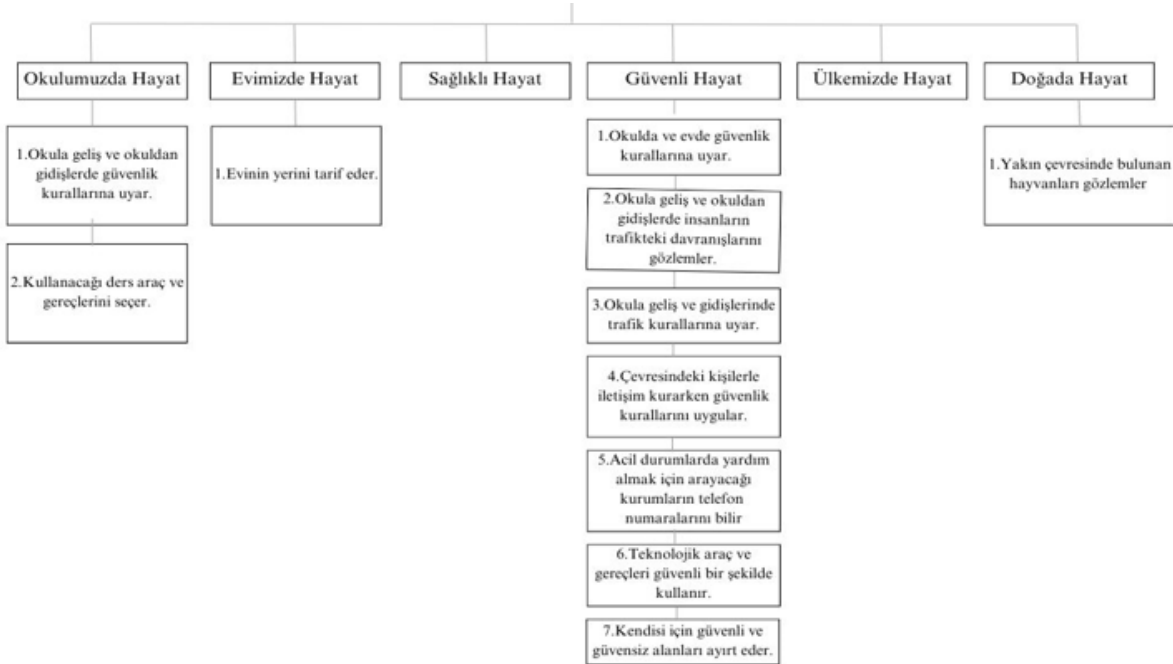 Okulumuzda Hayat
Evimizde Hayat
Sağlıklı Hayat
Güvenli Hayat
Ülkemizde Hayat
Doğada Hayat
1.Okula geliş ve okuldan
gidişlerde güvenlik
kurallarına uyar.
2.Kullanacağı ders araç ve
gereçlerini seçer.
1.Evinin yerini tarif eder.
1.Okulda ve evde güvenlik
kurallarına uyar.
2.Okula geliş ve okuldan
gidişlerde insanların
trafikteki davranışlarını
gözlemler.
3.Okula geliş ve gidişlerinde
trafik kurallarına uyar.
4.Çevresindeki kişilerle
iletişim kurarken güvenlik
kurallarını uygular.
5.Acil durumlarda yardım
almak için arayacağı
kurumların telefon
numaralarını bilir
6.Teknolojik araç ve
gereçleri güvenli bir şekilde
kullanır.
7.Kendisi için güvenli ve
güvensiz alanları ayırt eder.
1.Yakın çevresinde bulunan
hayvanları gözlemler